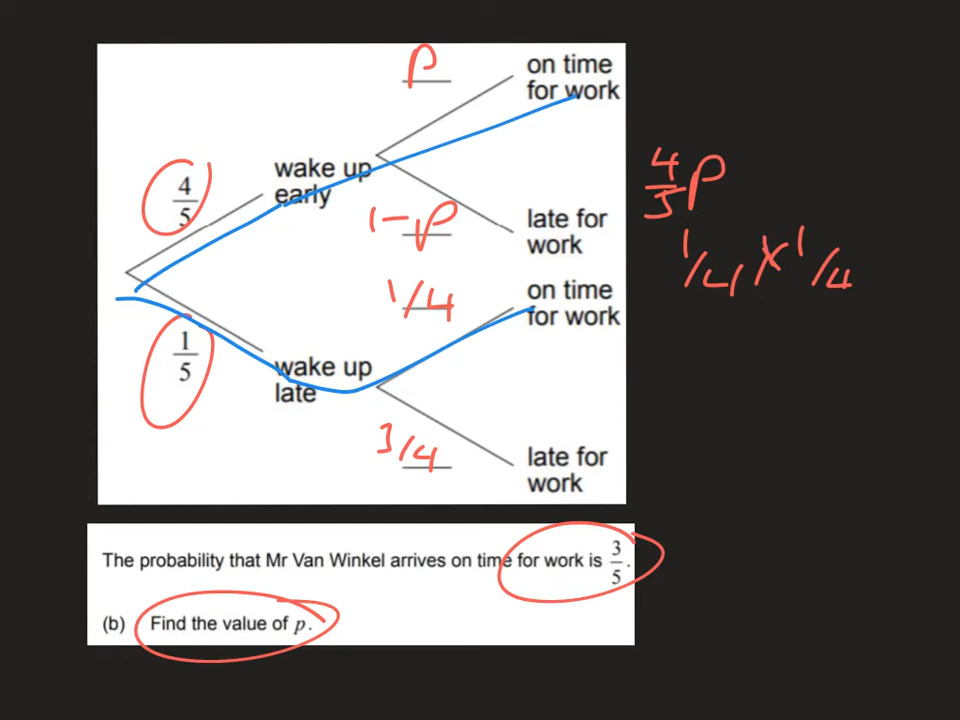 p
on time
for work
4/5
wake up
early
4/5 p
1-p
late for
work
1/4 × 1/4
1/4
on time
for work
1/5
wake up
late
3/4
late for
work
The probability that Mr Van Winkel arrives on time for work is 3/5.
(b) Find the value of p.